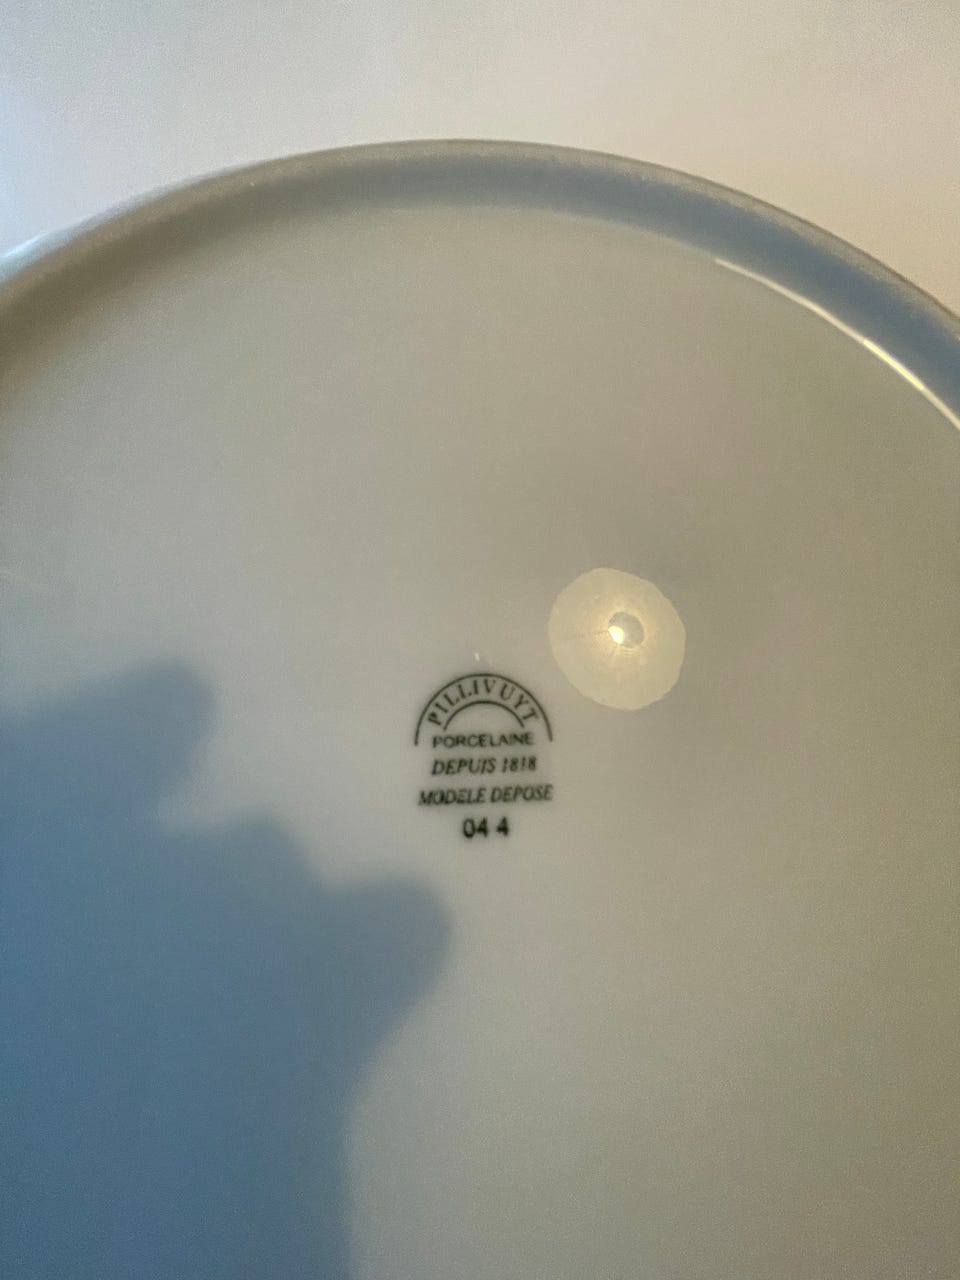 PILLIVUYT
PORCELAINE
DEPUIS 1818
MODELE DEPOSE
04 4